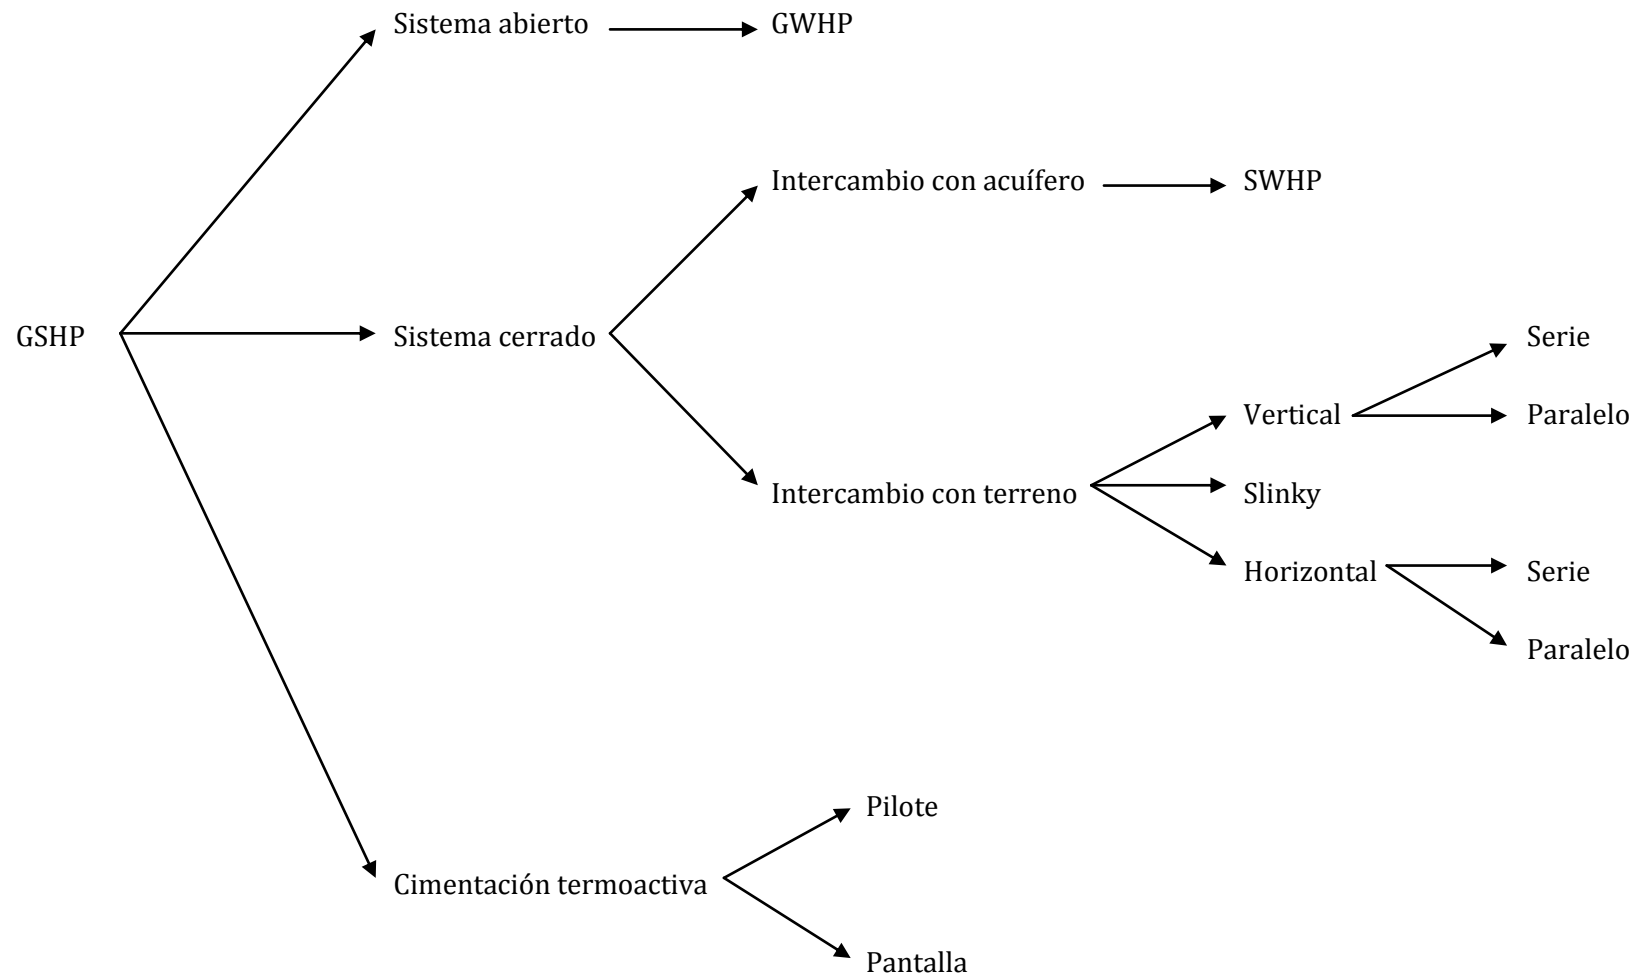 Sistema abierto GWHP
Intercambio con acuífero SWHP
GSHP Sistema cerrado Serie
Vertical Paralelo
Intercambio con terreno Slinky
Horizontal Serie
Paralelo
Pilote
Cimentación termoactiva
Pantalla